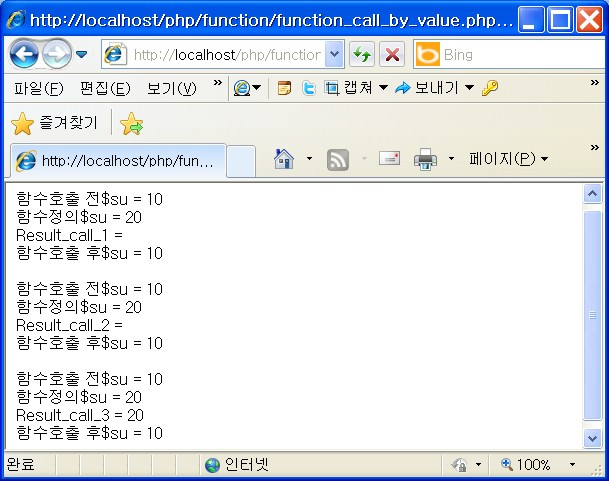 http://localhost/php/function/function_call_by_value.php...
http://localhost/php/function
Bing
파일(F) 편집(E) 보기(V) » 캡쳐 보내기 »
즐겨찾기
http://localhost/php/fun... 페이지(P) »
함수호출 전$su = 10
함수정의$su = 20
Result_call_1 =
함수호출 후$su = 10
함수호출 전$su = 10
함수정의$su = 20
Result_call_2 =
함수호출 후$su = 10
함수호출 전$su = 10
함수정의$su = 20
Result_call_3 = 20
함수호출 후$su = 10
완료 인터넷 100%